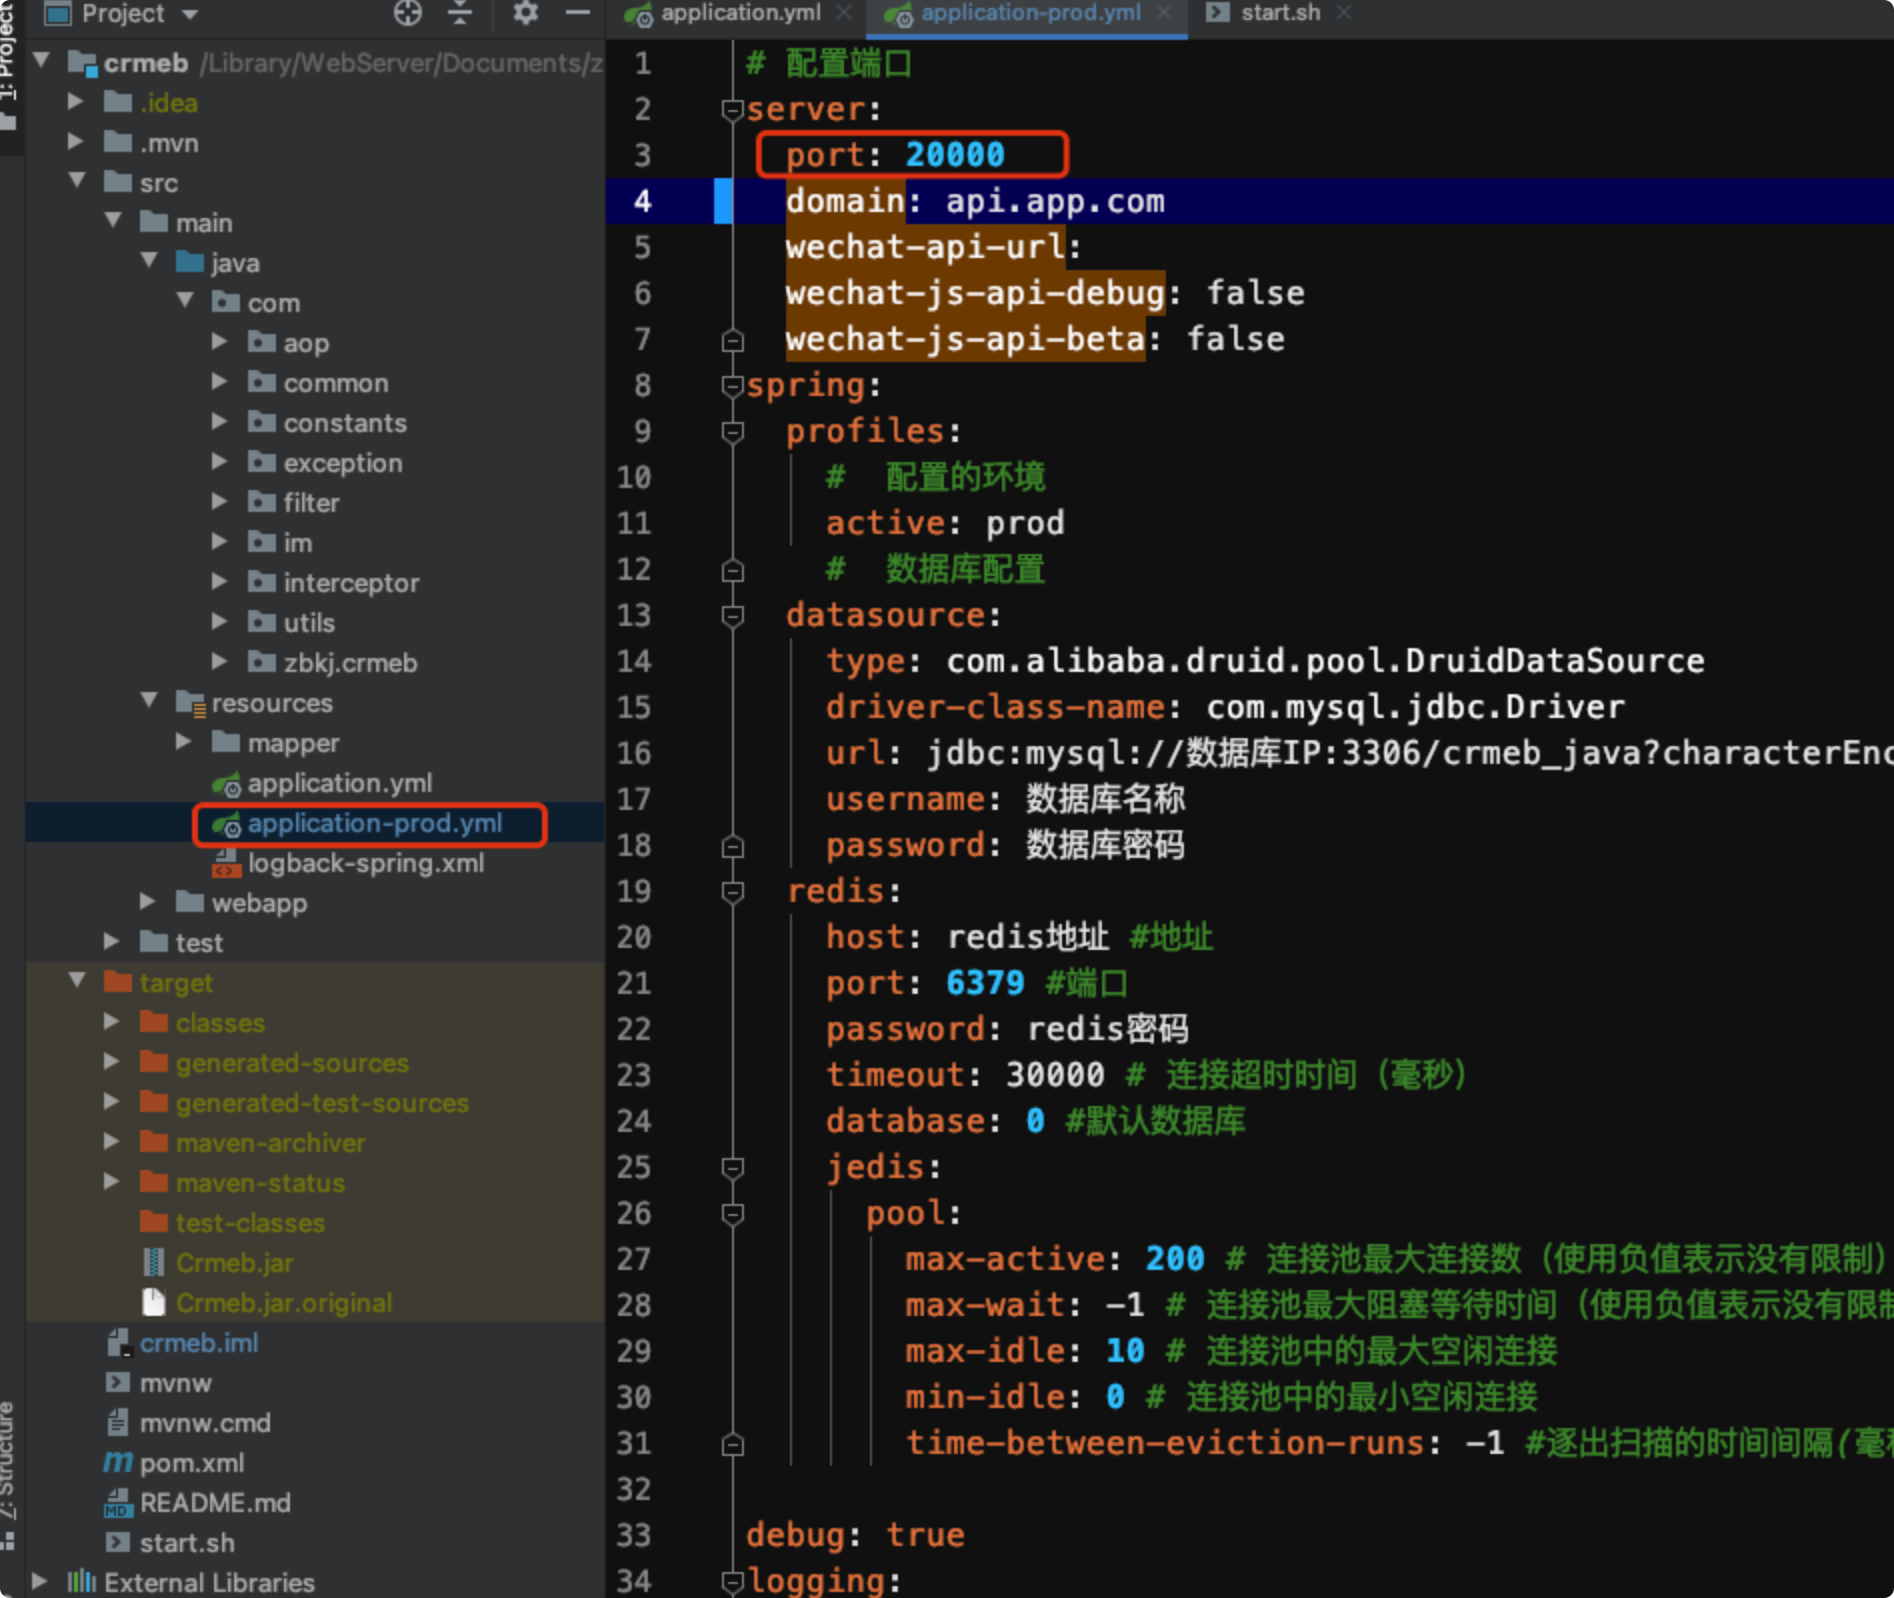 Project
application.yml
application-prod.yml
start.sh
1: Project
crmeb /Library/WebServer/Documents/z
.idea
.mvn
src
main
java
com
aop
common
constants
exception
filter
im
interceptor
utils
zbkj.crmeb
resources
mapper
application.yml
application-prod.yml
logback-spring.xml
webapp
test
target
classes
generated-sources
generated-test-sources
maven-archiver
maven-status
test-classes
Crmeb.jar
Crmeb.jar.original
crmeb.iml
mvnw
mvnw.cmd
pom.xml
README.md
start.sh
External Libraries
Z: Structure
1 # 配置端口
2 server:
3 port: 20000
4 domain: api.app.com
5 wechat-api-url:
6 wechat-js-api-debug: false
7 wechat-js-api-beta: false
8 spring:
9 profiles:
10 # 配置的环境
11 active: prod
12 # 数据库配置
13 datasource:
14 type: com.alibaba.druid.pool.DruidDataSource
15 driver-class-name: com.mysql.jdbc.Driver
16 url: jdbc:mysql://数据库IP:3306/crmeb_java?characterEnc
17 username: 数据库名称
18 password: 数据库密码
19 redis:
20 host: redis地址 #地址
21 port: 6379 #端口
22 password: redis密码
23 timeout: 30000 # 连接超时时间（毫秒）
24 database: 0 #默认数据库
25 jedis:
26 pool:
27 max-active: 200 # 连接池最大连接数（使用负值表示没有限制）
28 max-wait: -1 # 连接池最大阻塞等待时间（使用负值表示没有限制
29 max-idle: 10 # 连接池中的最大空闲连接
30 min-idle: 0 # 连接池中的最小空闲连接
31 time-between-eviction-runs: -1 #逐出扫描的时间间隔(毫秒
32
33 debug: true
34 logging: